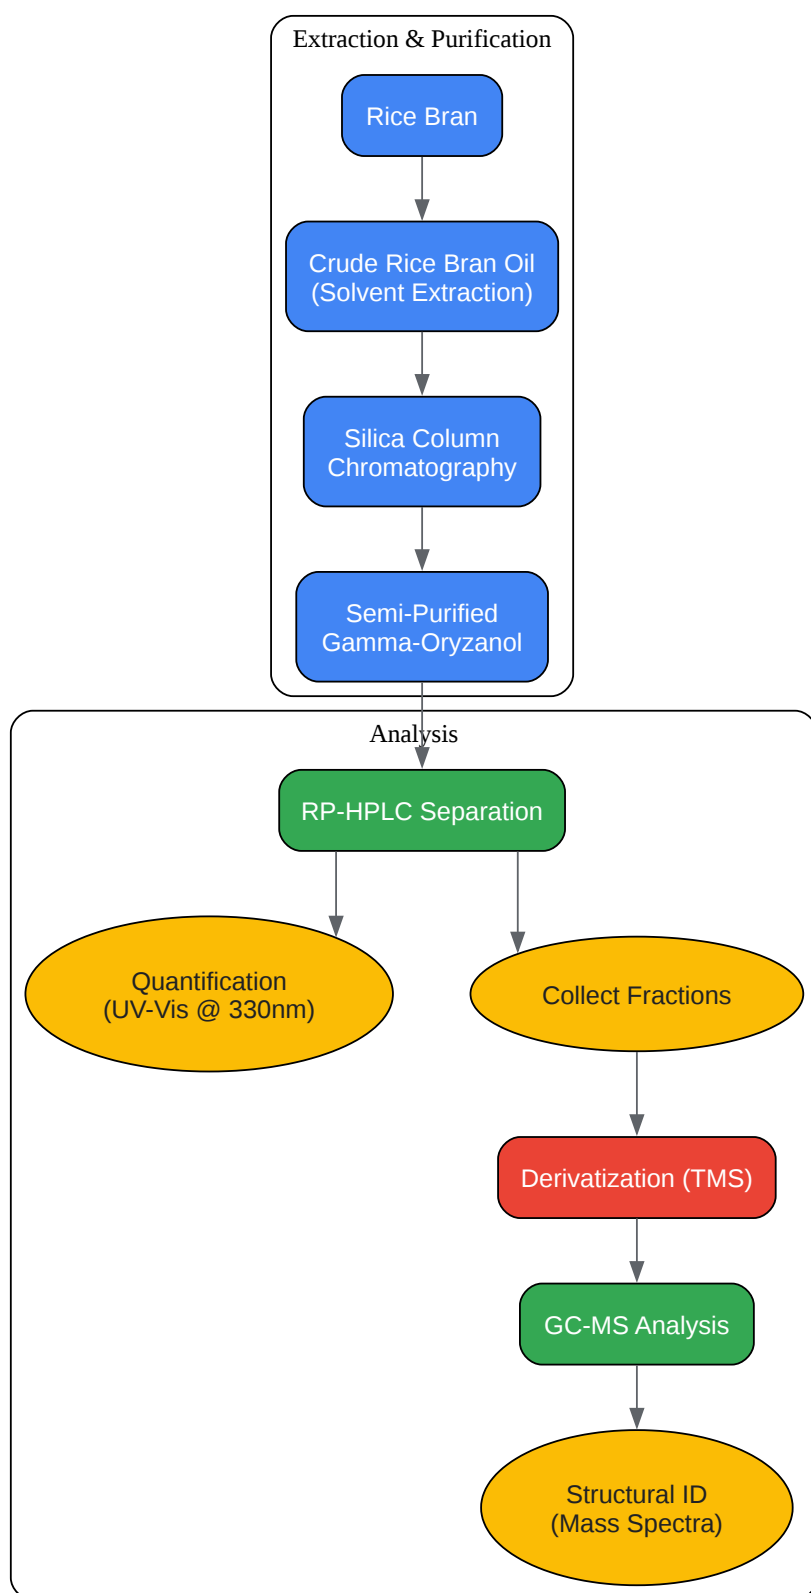 Extraction & Purification
Rice Bran
Crude Rice Bran Oil
(Solvent Extraction)
Silica Column
Chromatography
Semi-Purified
Gamma-Oryzanol
Analysis
RP-HPLC Separation
Quantification
(UV-Vis @ 330nm)
Collect Fractions
Derivatization (TMS)
GC-MS Analysis
Structural ID
(Mass Spectra)